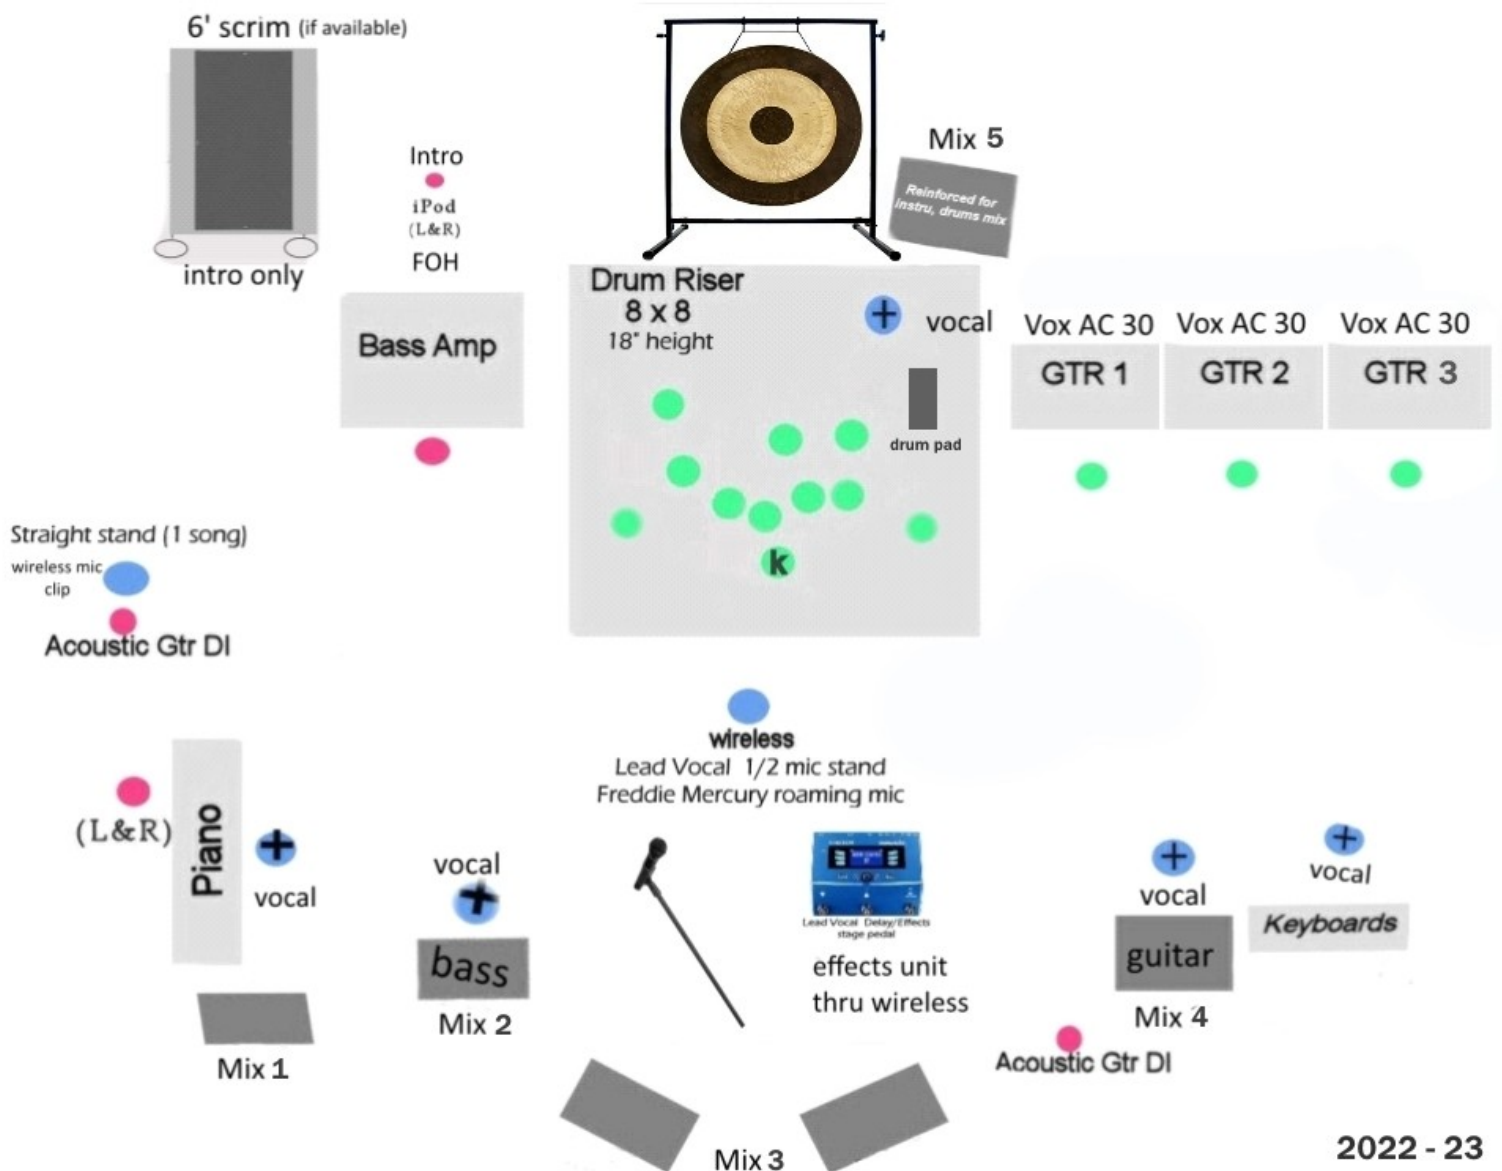 6' scrim (if available)
intro only
Intro
iPod
(L&R)
FOH
Mix 5
Reinforced for
instru, drums mix
Bass Amp
Drum Riser
8 x 8
18" height
vocal
drum pad
Vox AC 30
GTR 1
Vox AC 30
GTR 2
Vox AC 30
GTR 3
k
Straight stand (1 song)
wireless mic
clip
Acoustic Gtr DI
wireless
Lead Vocal 1/2 mic stand
Freddie Mercury roaming mic
(L&R)
Piano
vocal
vocal
bass
Mix 2
Mix 1
Lead Vocal Delay/Effects
stage pedal
effects unit
thru wireless
vocal
guitar
Mix 4
vocal
Keyboards
Acoustic Gtr DI
Mix 3
2022 - 23